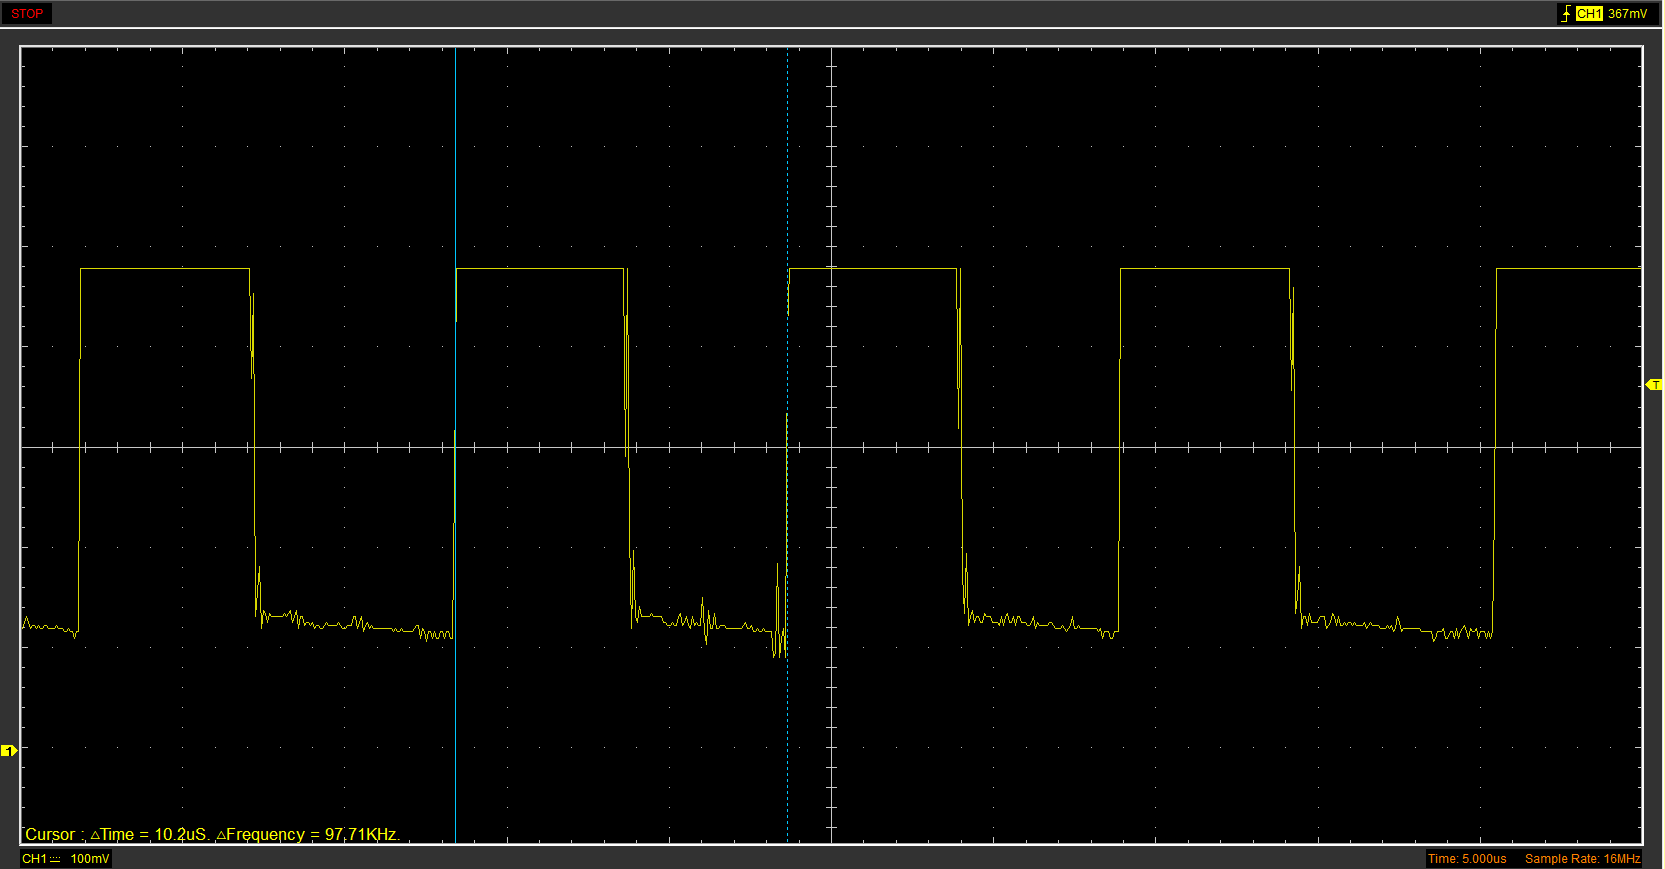 STOP
CH1 367mV
T
1
Cursor : △Time = 10.2uS. △Frequency = 97.71KHz.
CH1 100mV
Time: 5.000us Sample Rate: 16MHz